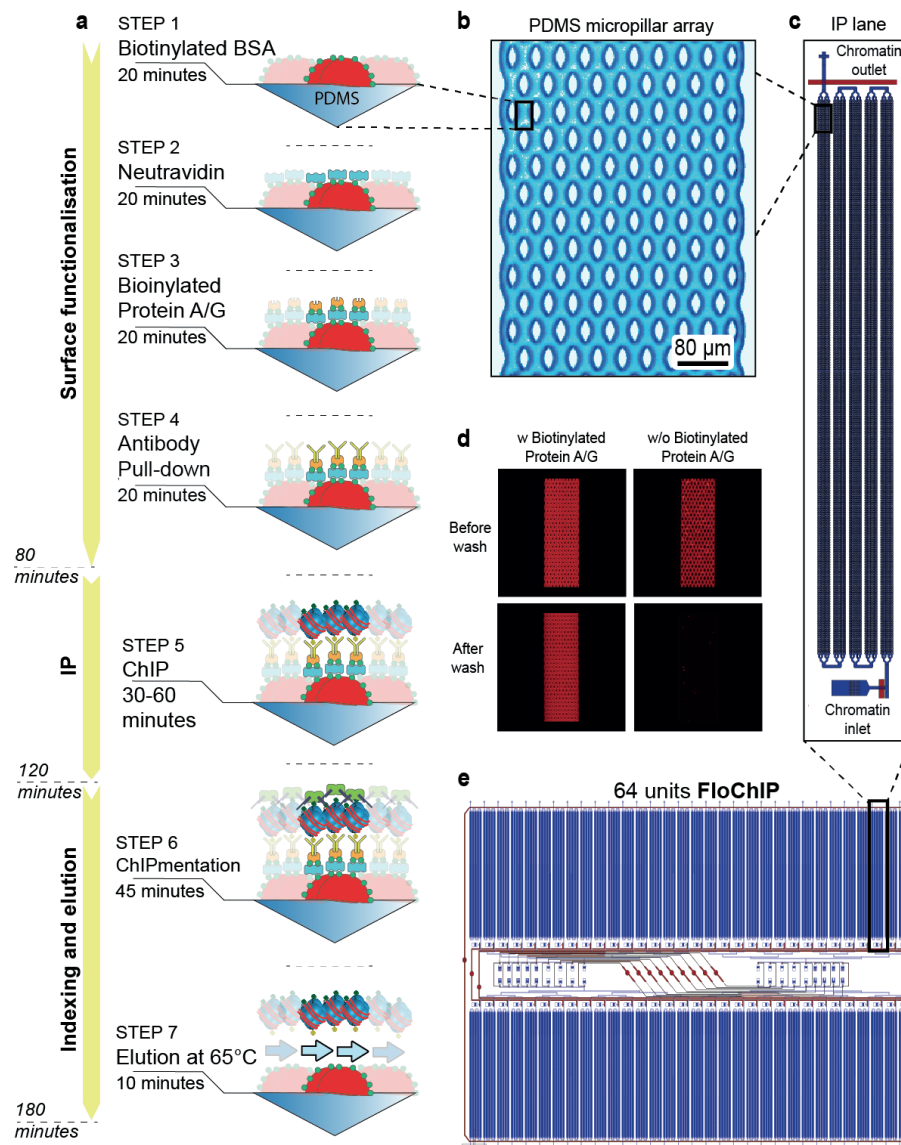 a
STEP 1
Biotinylated BSA
20 minutes
PDMS
STEP 2
Neutravidin
20 minutes
STEP 3
Bioinylated
Protein A/G
20 minutes
STEP 4
Antibody
Pull-down
20 minutes
Surface functionalisation
80
minutes
STEP 5
ChIP
30-60
minutes
IP
120
minutes
STEP 6
ChIPmentation
45 minutes
STEP 7
Elution at 65°C
10 minutes
Indexing and elution
180
minutes
b
PDMS micropillar array
80 µm
c
IP lane
Chromatin
outlet
Chromatin
inlet
d
w Biotinylated
Protein A/G
w/o Biotinylated
Protein A/G
Before
wash
After
wash
e
64 units FloChIP